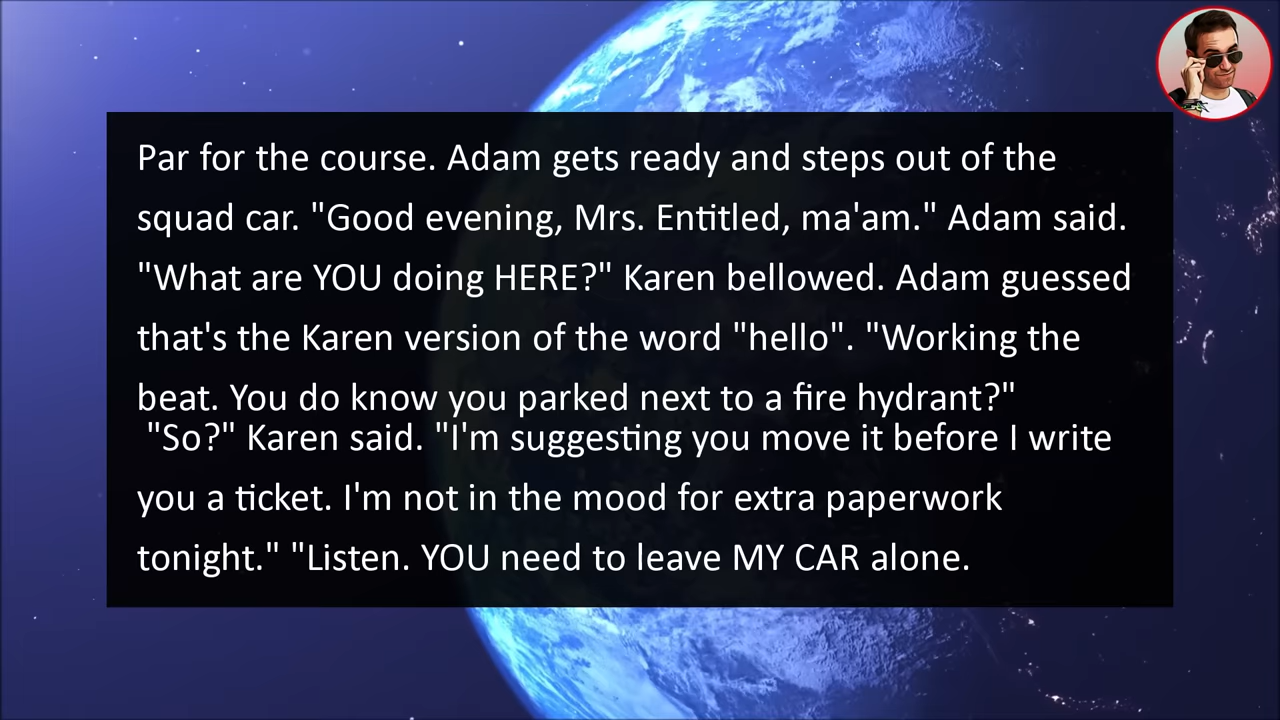 Par for the course. Adam gets ready and steps out of the
squad car. "Good evening, Mrs. Entitled, ma'am." Adam said.
"What are YOU doing HERE?" Karen bellowed. Adam guessed
that's the Karen version of the word "hello". "Working the
beat. You do know you parked next to a fire hydrant?"
"So?" Karen said. "I'm suggesting you move it before I write
you a ticket. I'm not in the mood for extra paperwork
tonight." "Listen. YOU need to leave MY CAR alone.